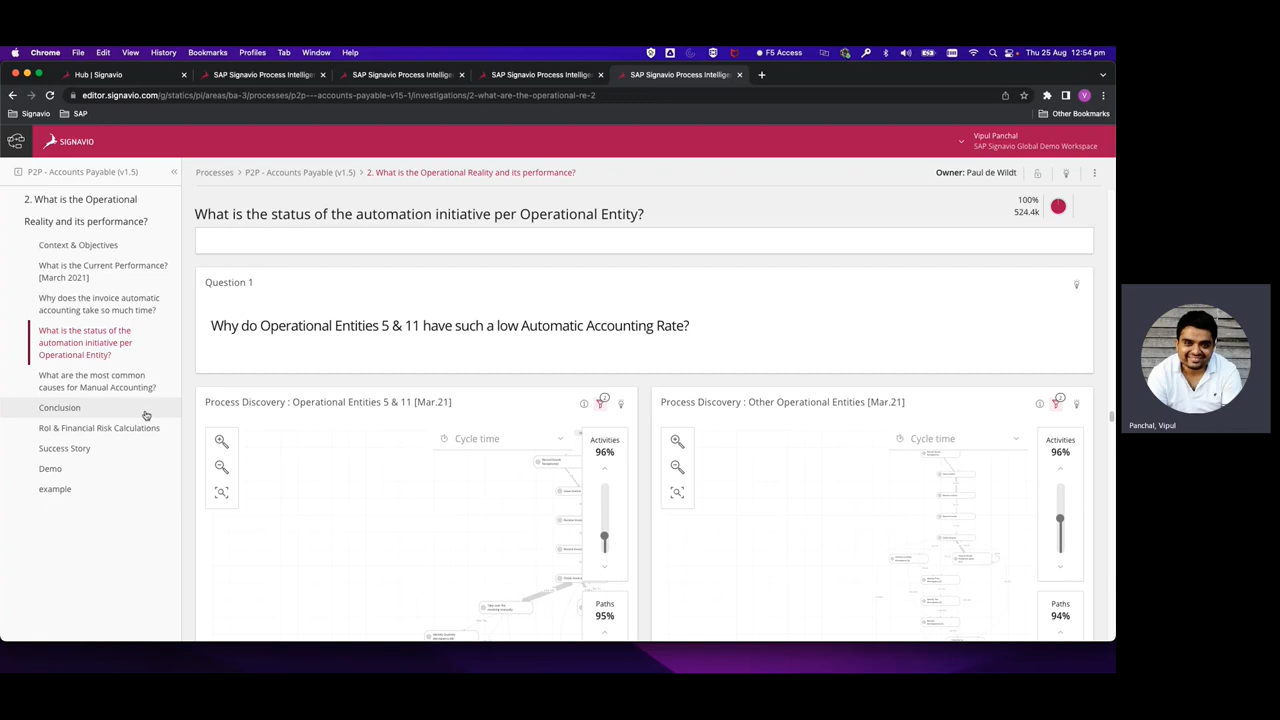 Chrome File Edit View History Bookmarks Profiles Tab Window Help
F5 Access
Thu 25 Aug 12:54 pm
Hub | Signavio
SAP Signavio Process Intellige
SAP Signavio Process Intellige
SAP Signavio Process Intellige
SAP Signavio Process Intellige
editor.signavio.com/g/statics/pi/areas/ba-3/processes/p2p---accounts-payable-v15-1/investigations/2-what-are-the-operational-re-2
Signavio
SAP
Other Bookmarks
SIGNAVIO
Vipul Panchal
SAP Signavio Global Demo Workspace
P2P - Accounts Payable (v1.5)
Processes > P2P - Accounts Payable (v1.5) > 2. What is the Operational Reality and its performance?
Owner: Paul de Wildt
2. What is the Operational
Reality and its performance?
Context & Objectives
What is the Current Performance?
[March 2021]
Why does the invoice automatic
accounting take so much time?
What is the status of the
automation initiative per
Operational Entity?
What are the most common
causes for Manual Accounting?
Conclusion
RoI & Financial Risk Calculations
Success Story
Demo
example
What is the status of the automation initiative per Operational Entity?
100%
524.4k
Question 1
Why do Operational Entities 5 & 11 have such a low Automatic Accounting Rate?
Process Discovery : Operational Entities 5 & 11 [Mar.21]
2
Cycle time
Activities
96%
Paths
95%
Process Discovery : Other Operational Entities [Mar.21]
2
Cycle time
Activities
96%
Paths
94%
Panchal, Vipul